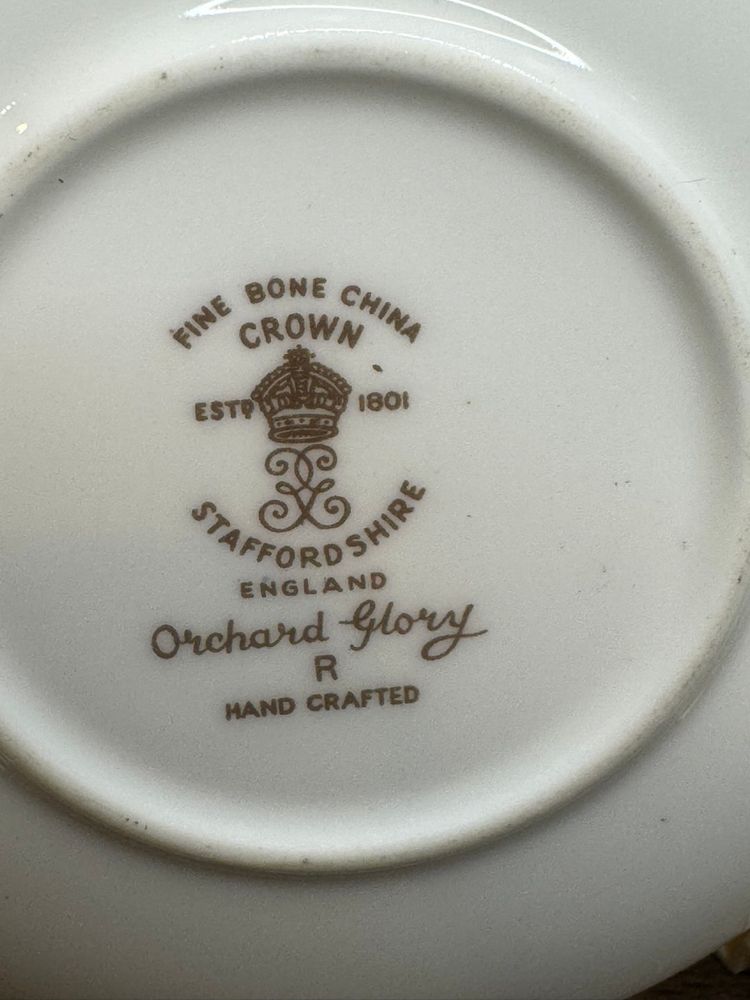 FINE BONE CHINA
CROWN
ESTD 1801
STAFFORDSHIRE
ENGLAND
Orchard Glory
R
HAND CRAFTED